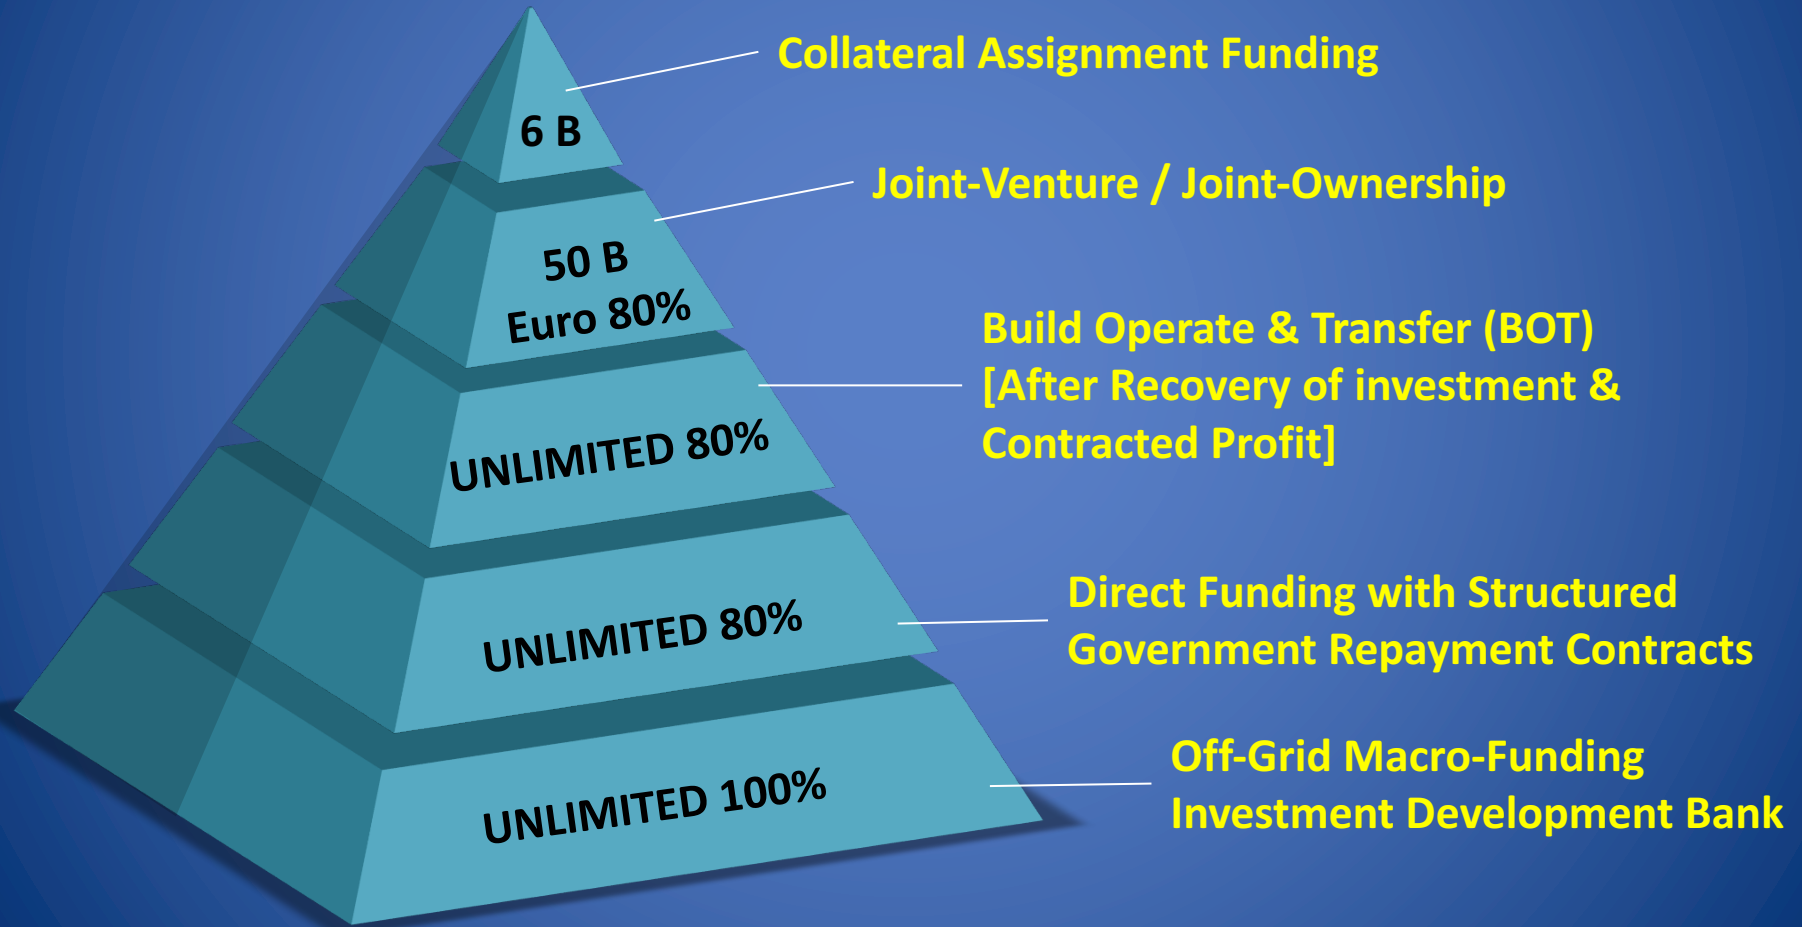 Collateral Assignment Funding
6 B
Joint-Venture / Joint-Ownership
50 B
Euro 80%
Build Operate & Transfer (BOT)
[After Recovery of investment &
Contracted Profit]
UNLIMITED 80%
Direct Funding with Structured
Government Repayment Contracts
UNLIMITED 80%
Off-Grid Macro-Funding
Investment Development Bank
UNLIMITED 100%